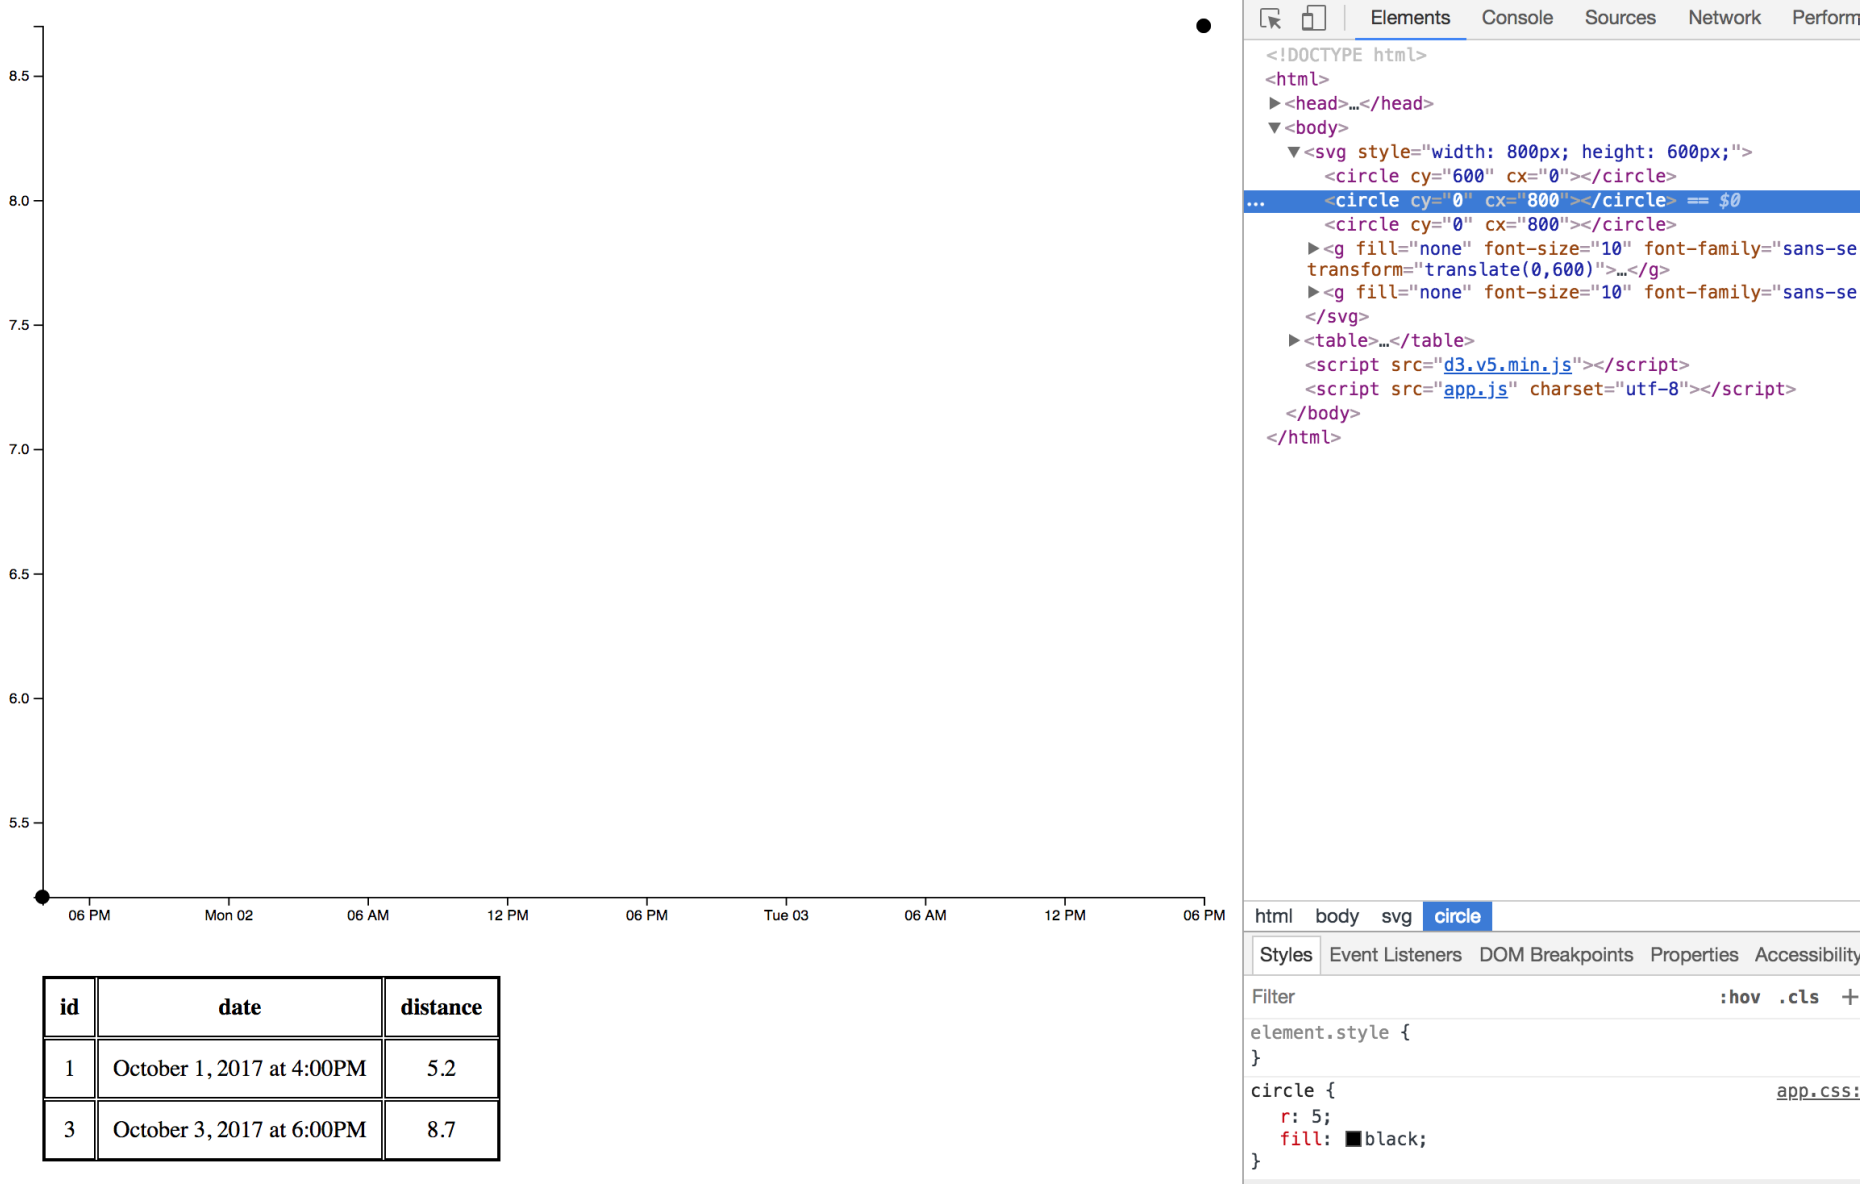 8.5
8.0
7.5
7.0
6.5
6.0
5.5
06 PM Mon 02 06 AM 12 PM 06 PM Tue 03 06 AM 12 PM 06 PM
id date distance
1 October 1, 2017 at 4:00PM 5.2
3 October 3, 2017 at 6:00PM 8.7
Elements Console Sources Network Perform
<!DOCTYPE html>
<html>
<head>…</head>
<body>
<svg style="width: 800px; height: 600px;">
<circle cy="600" cx="0"></circle>
... <circle cy="0" cx="800"></circle> == $0
<circle cy="0" cx="800"></circle>
<g fill="none" font-size="10" font-family="sans-se
transform="translate(0,600)">…</g>
<g fill="none" font-size="10" font-family="sans-se
</svg>
<table>…</table>
<script src="d3.v5.min.js"></script>
<script src="app.js" charset="utf-8"></script>
</body>
</html>
html body svg circle
Styles Event Listeners DOM Breakpoints Properties Accessibility
Filter :hov .cls +
element.style {
}
circle { app.css:
r: 5;
fill: black;
}